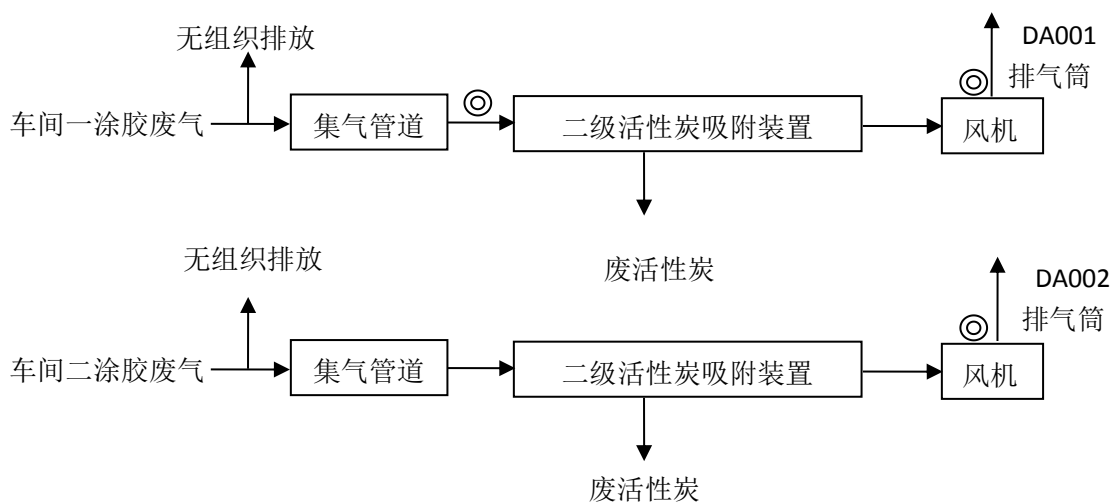 无组织排放
DA001
排气筒
车间一涂胶废气
集气管道
二级活性炭吸附装置
风机
废活性炭
无组织排放
DA002
排气筒
车间二涂胶废气
集气管道
二级活性炭吸附装置
风机
废活性炭